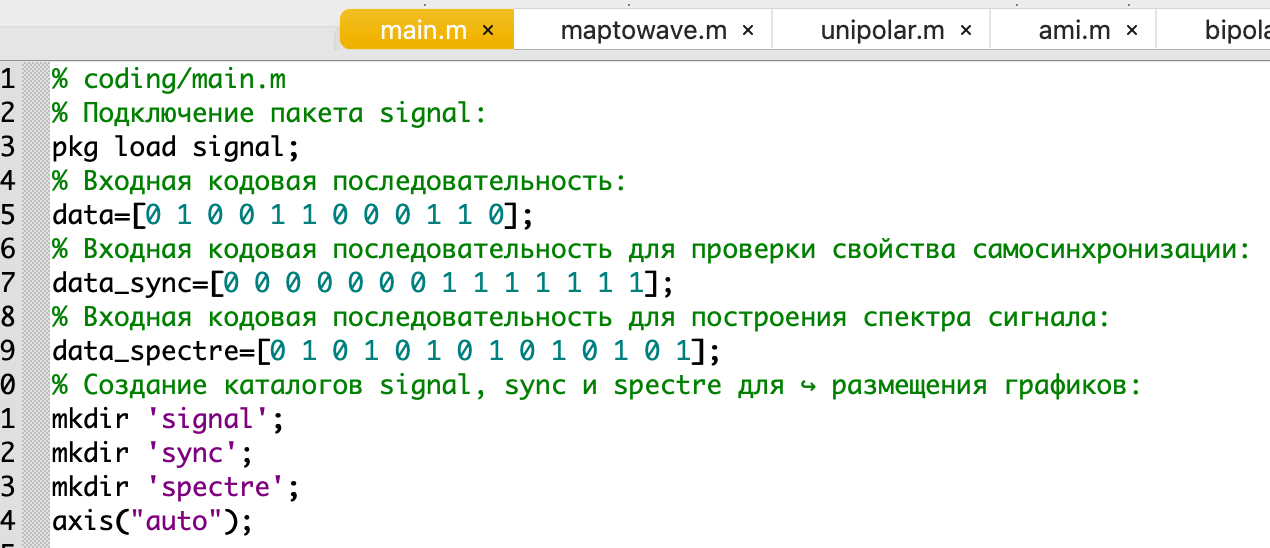 main.m × maptowave.m × unipolar.m × ami.m × bipola
1 % coding/main.m
2 % Подключение пакета signal:
3 pkg load signal;
4 % Входная кодовая последовательность:
5 data=[0 1 0 0 1 1 0 0 0 1 1 0];
6 % Входная кодовая последовательность для проверки свойства самосинхронизации:
7 data_sync=[0 0 0 0 0 0 0 1 1 1 1 1 1 1];
8 % Входная кодовая последовательность для построения спектра сигнала:
9 data_spectre=[0 1 0 1 0 1 0 1 0 1 0 1 0 1];
0 % Создание каталогов signal, sync и spectre для ↪ размещения графиков:
1 mkdir 'signal';
2 mkdir 'sync';
3 mkdir 'spectre';
4 axis("auto");